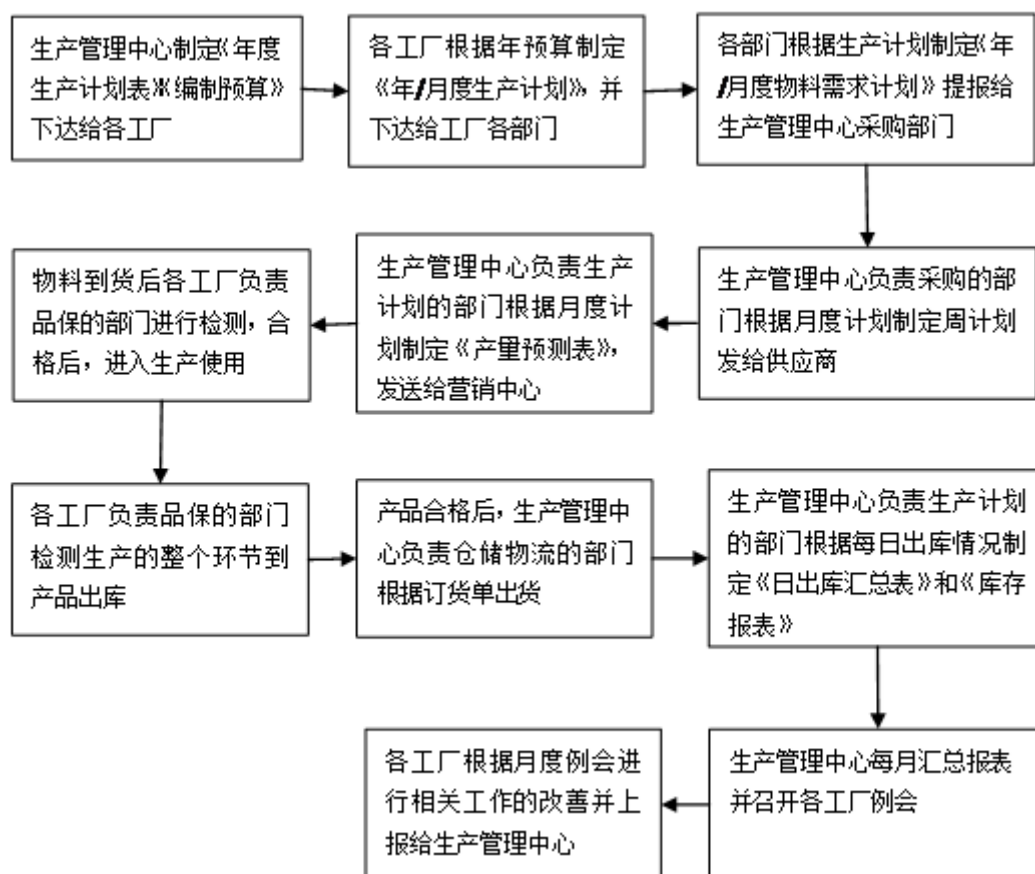 生产管理中心制定《年度
生产计划表》《编制预算》
下达给各工厂
各工厂根据年预算制定
《年/月度生产计划》，并
下达给工厂各部门
各部门根据生产计划制定《年
/月度物料需求计划》提报给
生产管理中心采购部门
生产管理中心负责采购的部
门根据月度计划制定周计划
发给供应商
生产管理中心负责生产
计划的部门根据月度计
划制定《产量预测表》，
发送给营销中心
物料到货后各工厂负责
品保的部门进行检测，合
格后，进入生产使用
各工厂负责品保的部门
检测生产的整个环节到
产品出库
产品合格后，生产管理中
心负责仓储物流的部门
根据订货单出货
生产管理中心负责生产计划
的部门根据每日出库情况制
定《日出库汇总表》和《库存
报表》
生产管理中心每月汇总报表
并召开各工厂例会
各工厂根据月度例会进
行相关工作的改善并上
报给生产管理中心